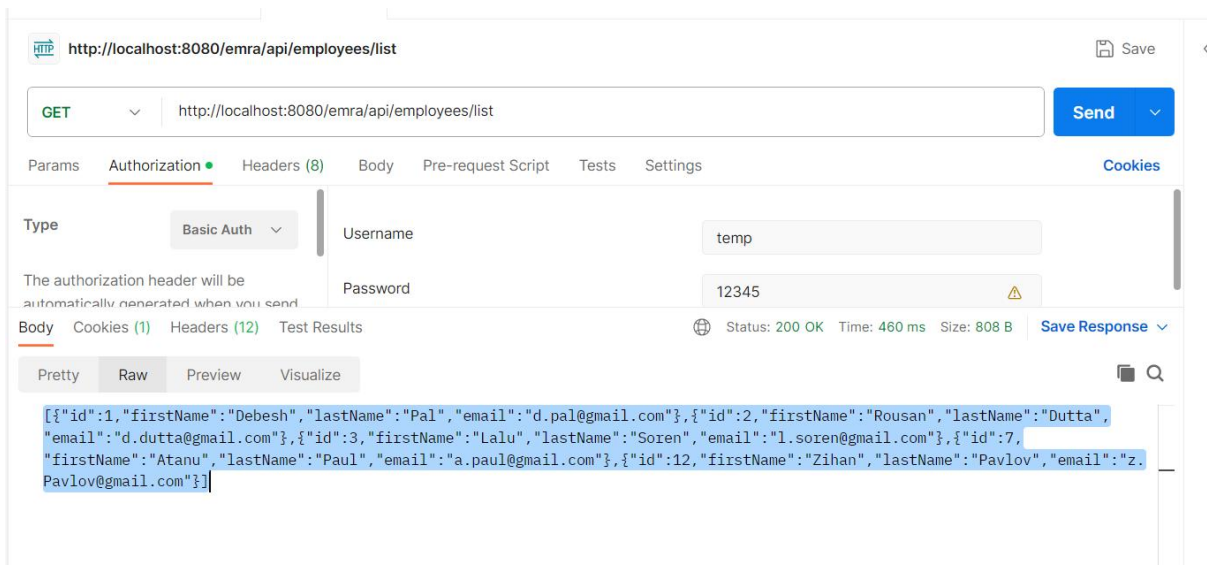 HTTP http://localhost:8080/emra/api/employees/list Save
GET http://localhost:8080/emra/api/employees/list Send
Params Authorization Headers (8) Body Pre-request Script Tests Settings Cookies
Type Basic Auth Username temp
The authorization header will be
automatically generated when you send
Password 12345
Body Cookies (1) Headers (12) Test Results Status: 200 OK Time: 460 ms Size: 808 B Save Response
Pretty Raw Preview Visualize
[{"id":1,"firstName":"Debesh","lastName":"Pal","email":"d.pal@gmail.com"},{"id":2,"firstName":"Rousan","lastName":"Dutta",
"email":"d.dutta@gmail.com"},{"id":3,"firstName":"Lalu","lastName":"Soren","email":"l.soren@gmail.com"},{"id":7,
"firstName":"Atanu","lastName":"Paul","email":"a.paul@gmail.com"},{"id":12,"firstName":"Zihan","lastName":"Pavlov","email":"z.
Pavlov@gmail.com"}]